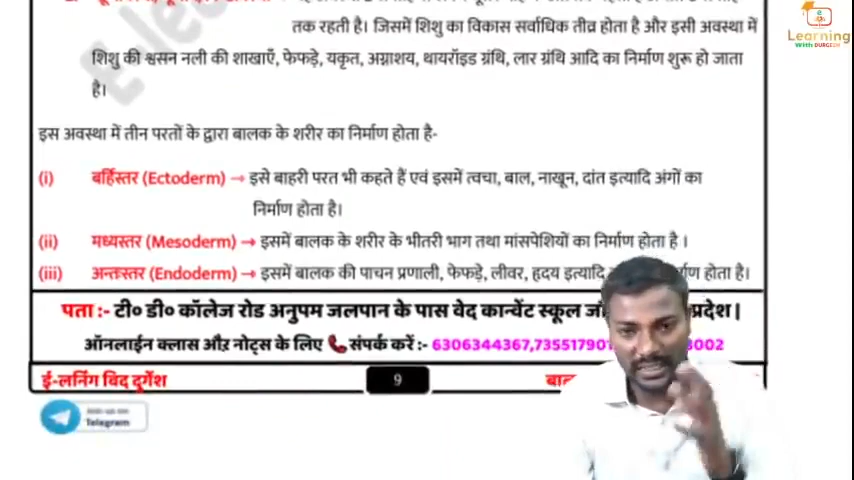 तक रहती है। जिसमें शिशु का विकास सर्वाधिक तीव्र होता है और इसी अवस्था में
शिशु की श्वसन नली की शाखाएँ, फेफड़े, यकृत, अग्नाशय, थायरॉइड ग्रंथि, लार ग्रंथि आदि का निर्माण शुरू हो जाता
है।
इस अवस्था में तीन परतों के द्वारा बालक के शरीर का निर्माण होता है-
(i) बर्हिस्तर (Ectoderm) → इसे बाहरी परत भी कहते हैं एवं इसमें त्वचा, बाल, नाखून, दांत इत्यादि अंगों का
निर्माण होता है।
(ii) मध्यस्तर (Mesoderm) → इसमें बालक के शरीर के भीतरी भाग तथा मांसपेशियों का निर्माण होता है ।
(iii) अन्तःस्तर (Endoderm) → इसमें बालक की पाचन प्रणाली, फेफड़े, लीवर, हृदय इत्यादि होता है।
पता :- टी० डी० कॉलेज रोड अनुपम जलपान के पास वेद कान्वेंट स्कूल
ऑनलाईन क्लास और नोट्स के लिए संपर्क करें :- 6306344367,
ई-लर्निंग विद दुर्गेश 9
Telegram
Learning
With DURGESH